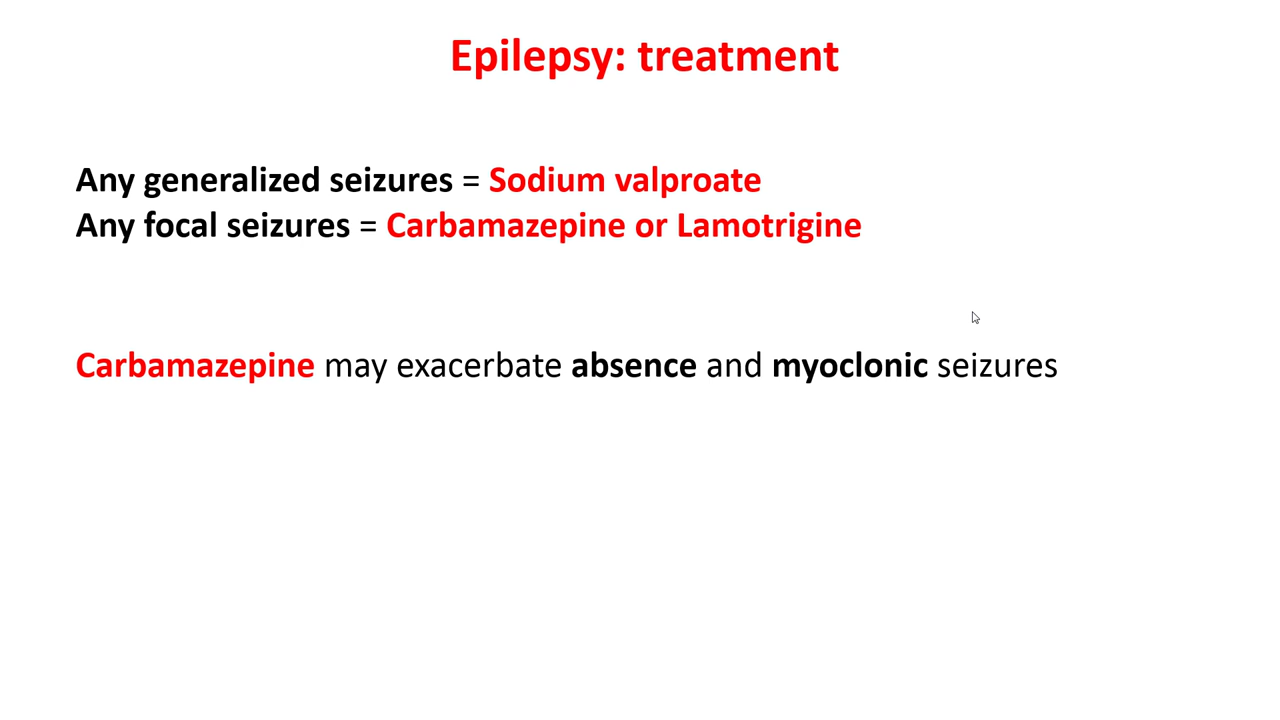 Epilepsy: treatment
Any generalized seizures = Sodium valproate
Any focal seizures = Carbamazepine or Lamotrigine
Carbamazepine may exacerbate absence and myoclonic seizures